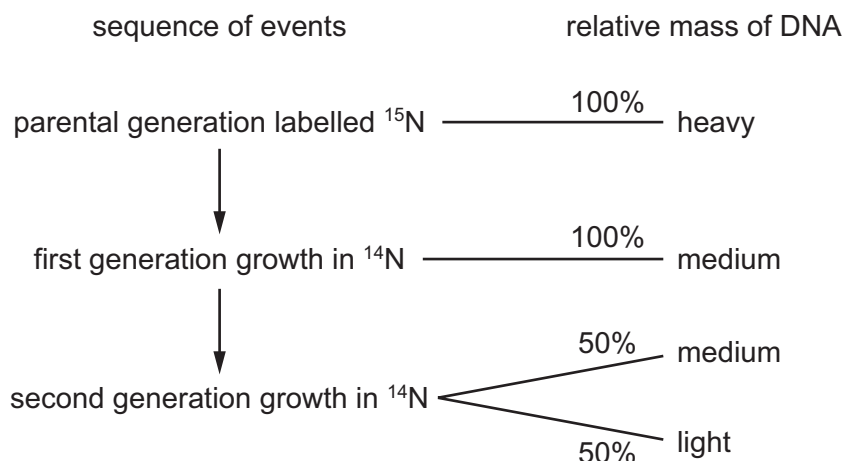 sequence of events relative mass of DNA
100%
parental generation labelled ¹⁵N heavy
100%
first generation growth in ¹⁴N medium
50% medium
second generation growth in ¹⁴N
50% light